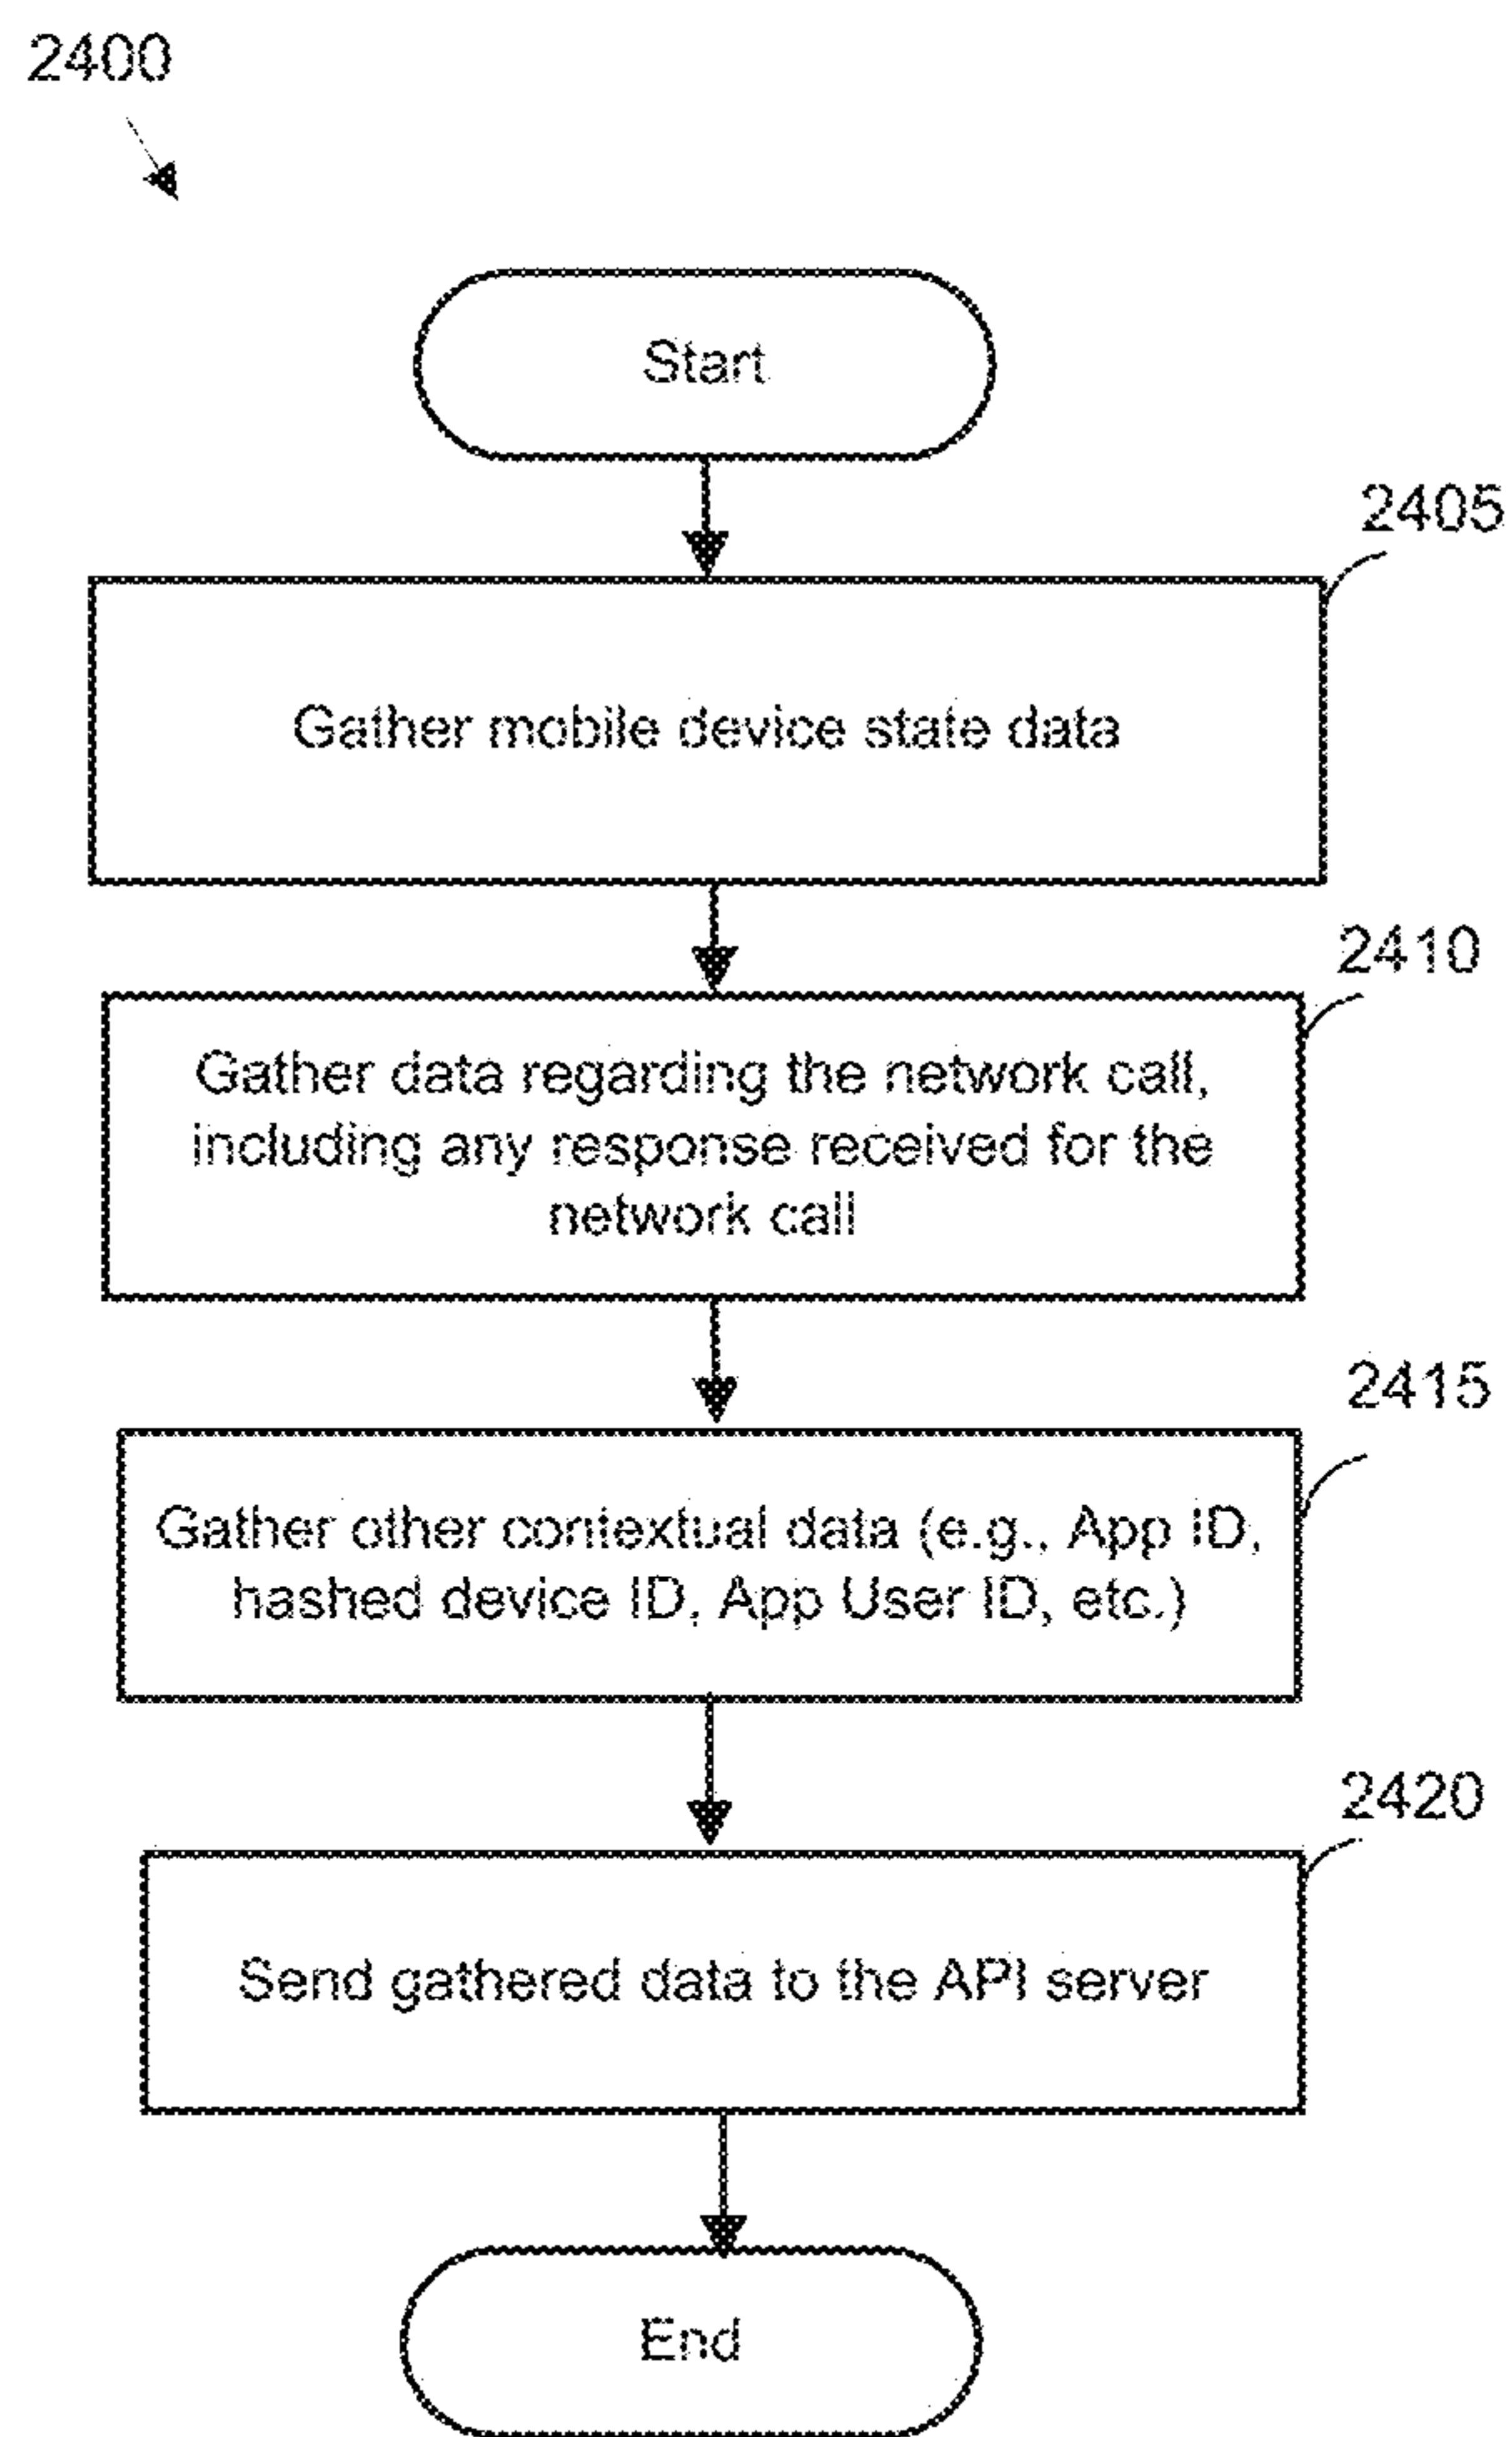 2400
Start
2405
Gather mobile device state data
2410
Gather data regarding the network call,
including any response received for the
network call
2415
Gather other contextual data (e.g., App ID,
hashed device ID, App User ID, etc.)
2420
Send gathered data to the API server
End